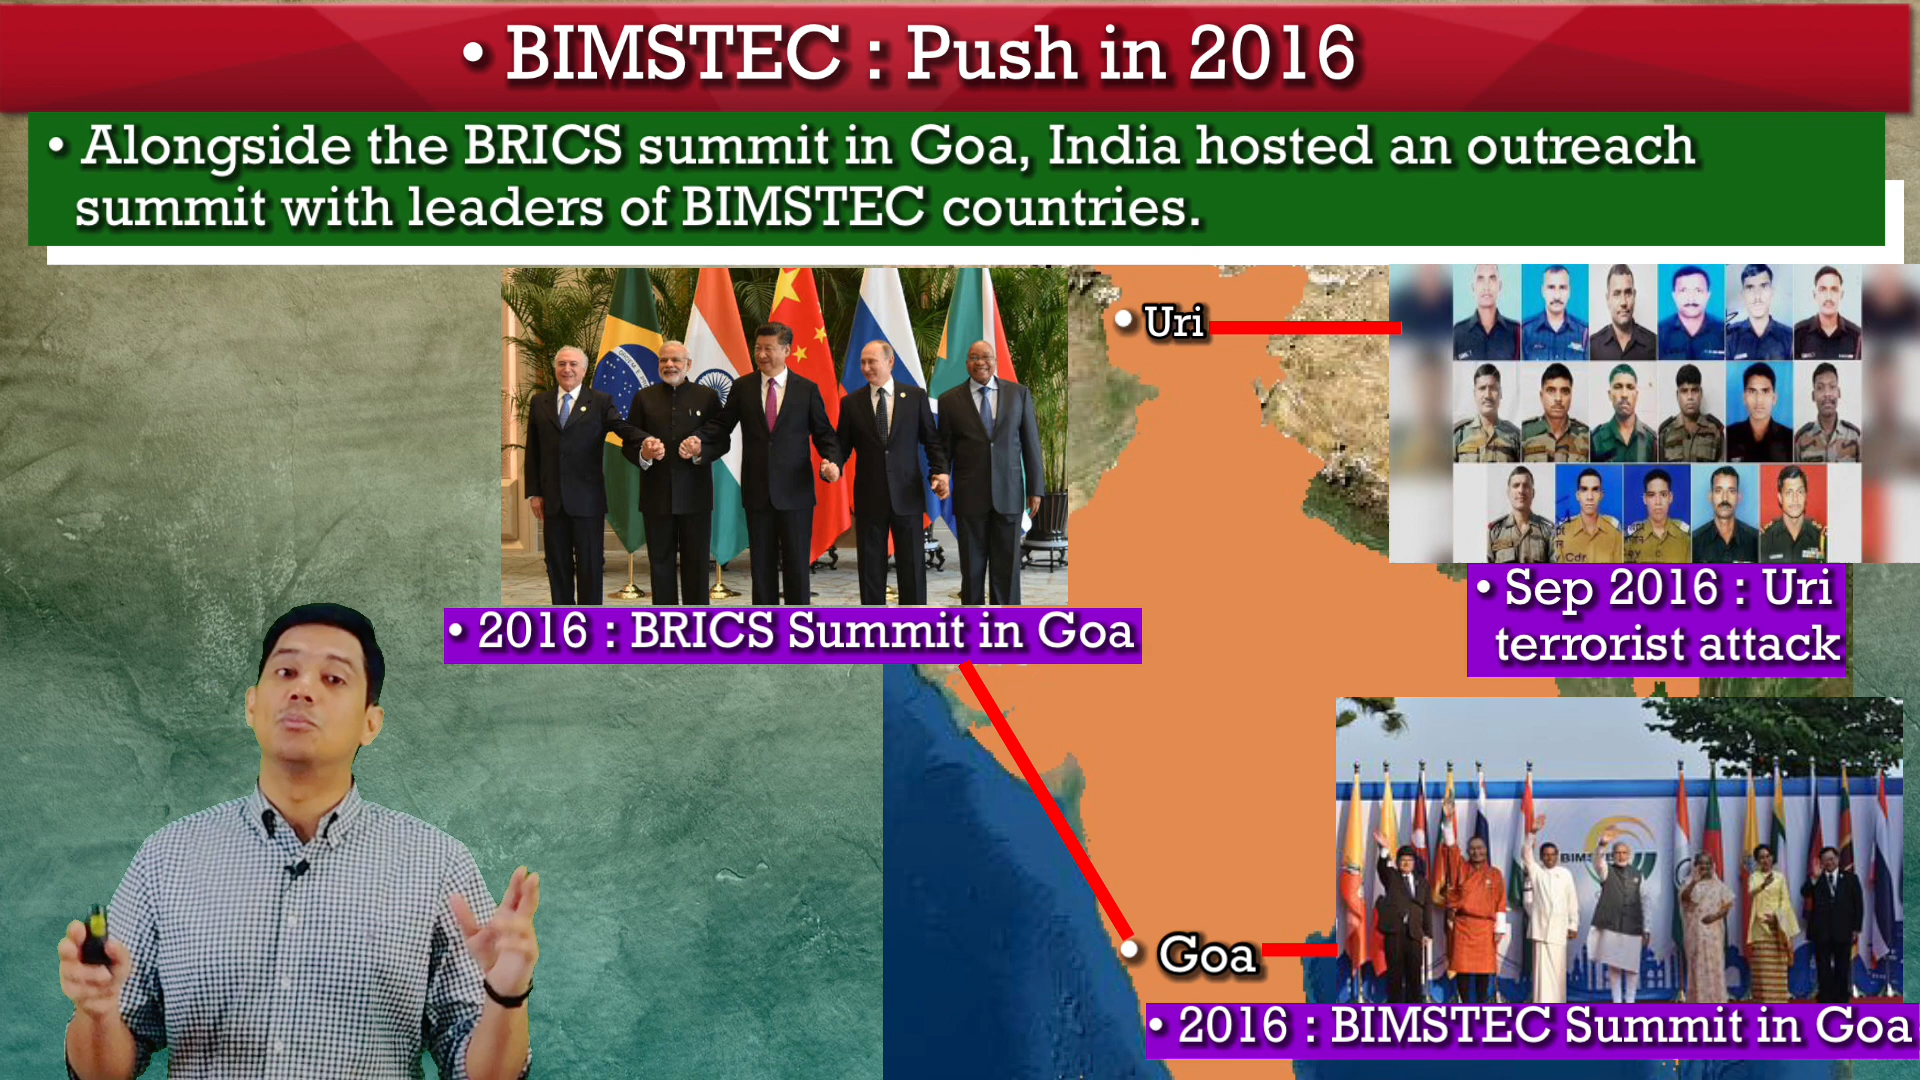 • BIMSTEC : Push in 2016
• Alongside the BRICS summit in Goa, India hosted an outreach
summit with leaders of BIMSTEC countries.
Uri
• Sep 2016 : Uri
terrorist attack
• 2016 : BRICS Summit in Goa
Goa
• 2016 : BIMSTEC Summit in Goa